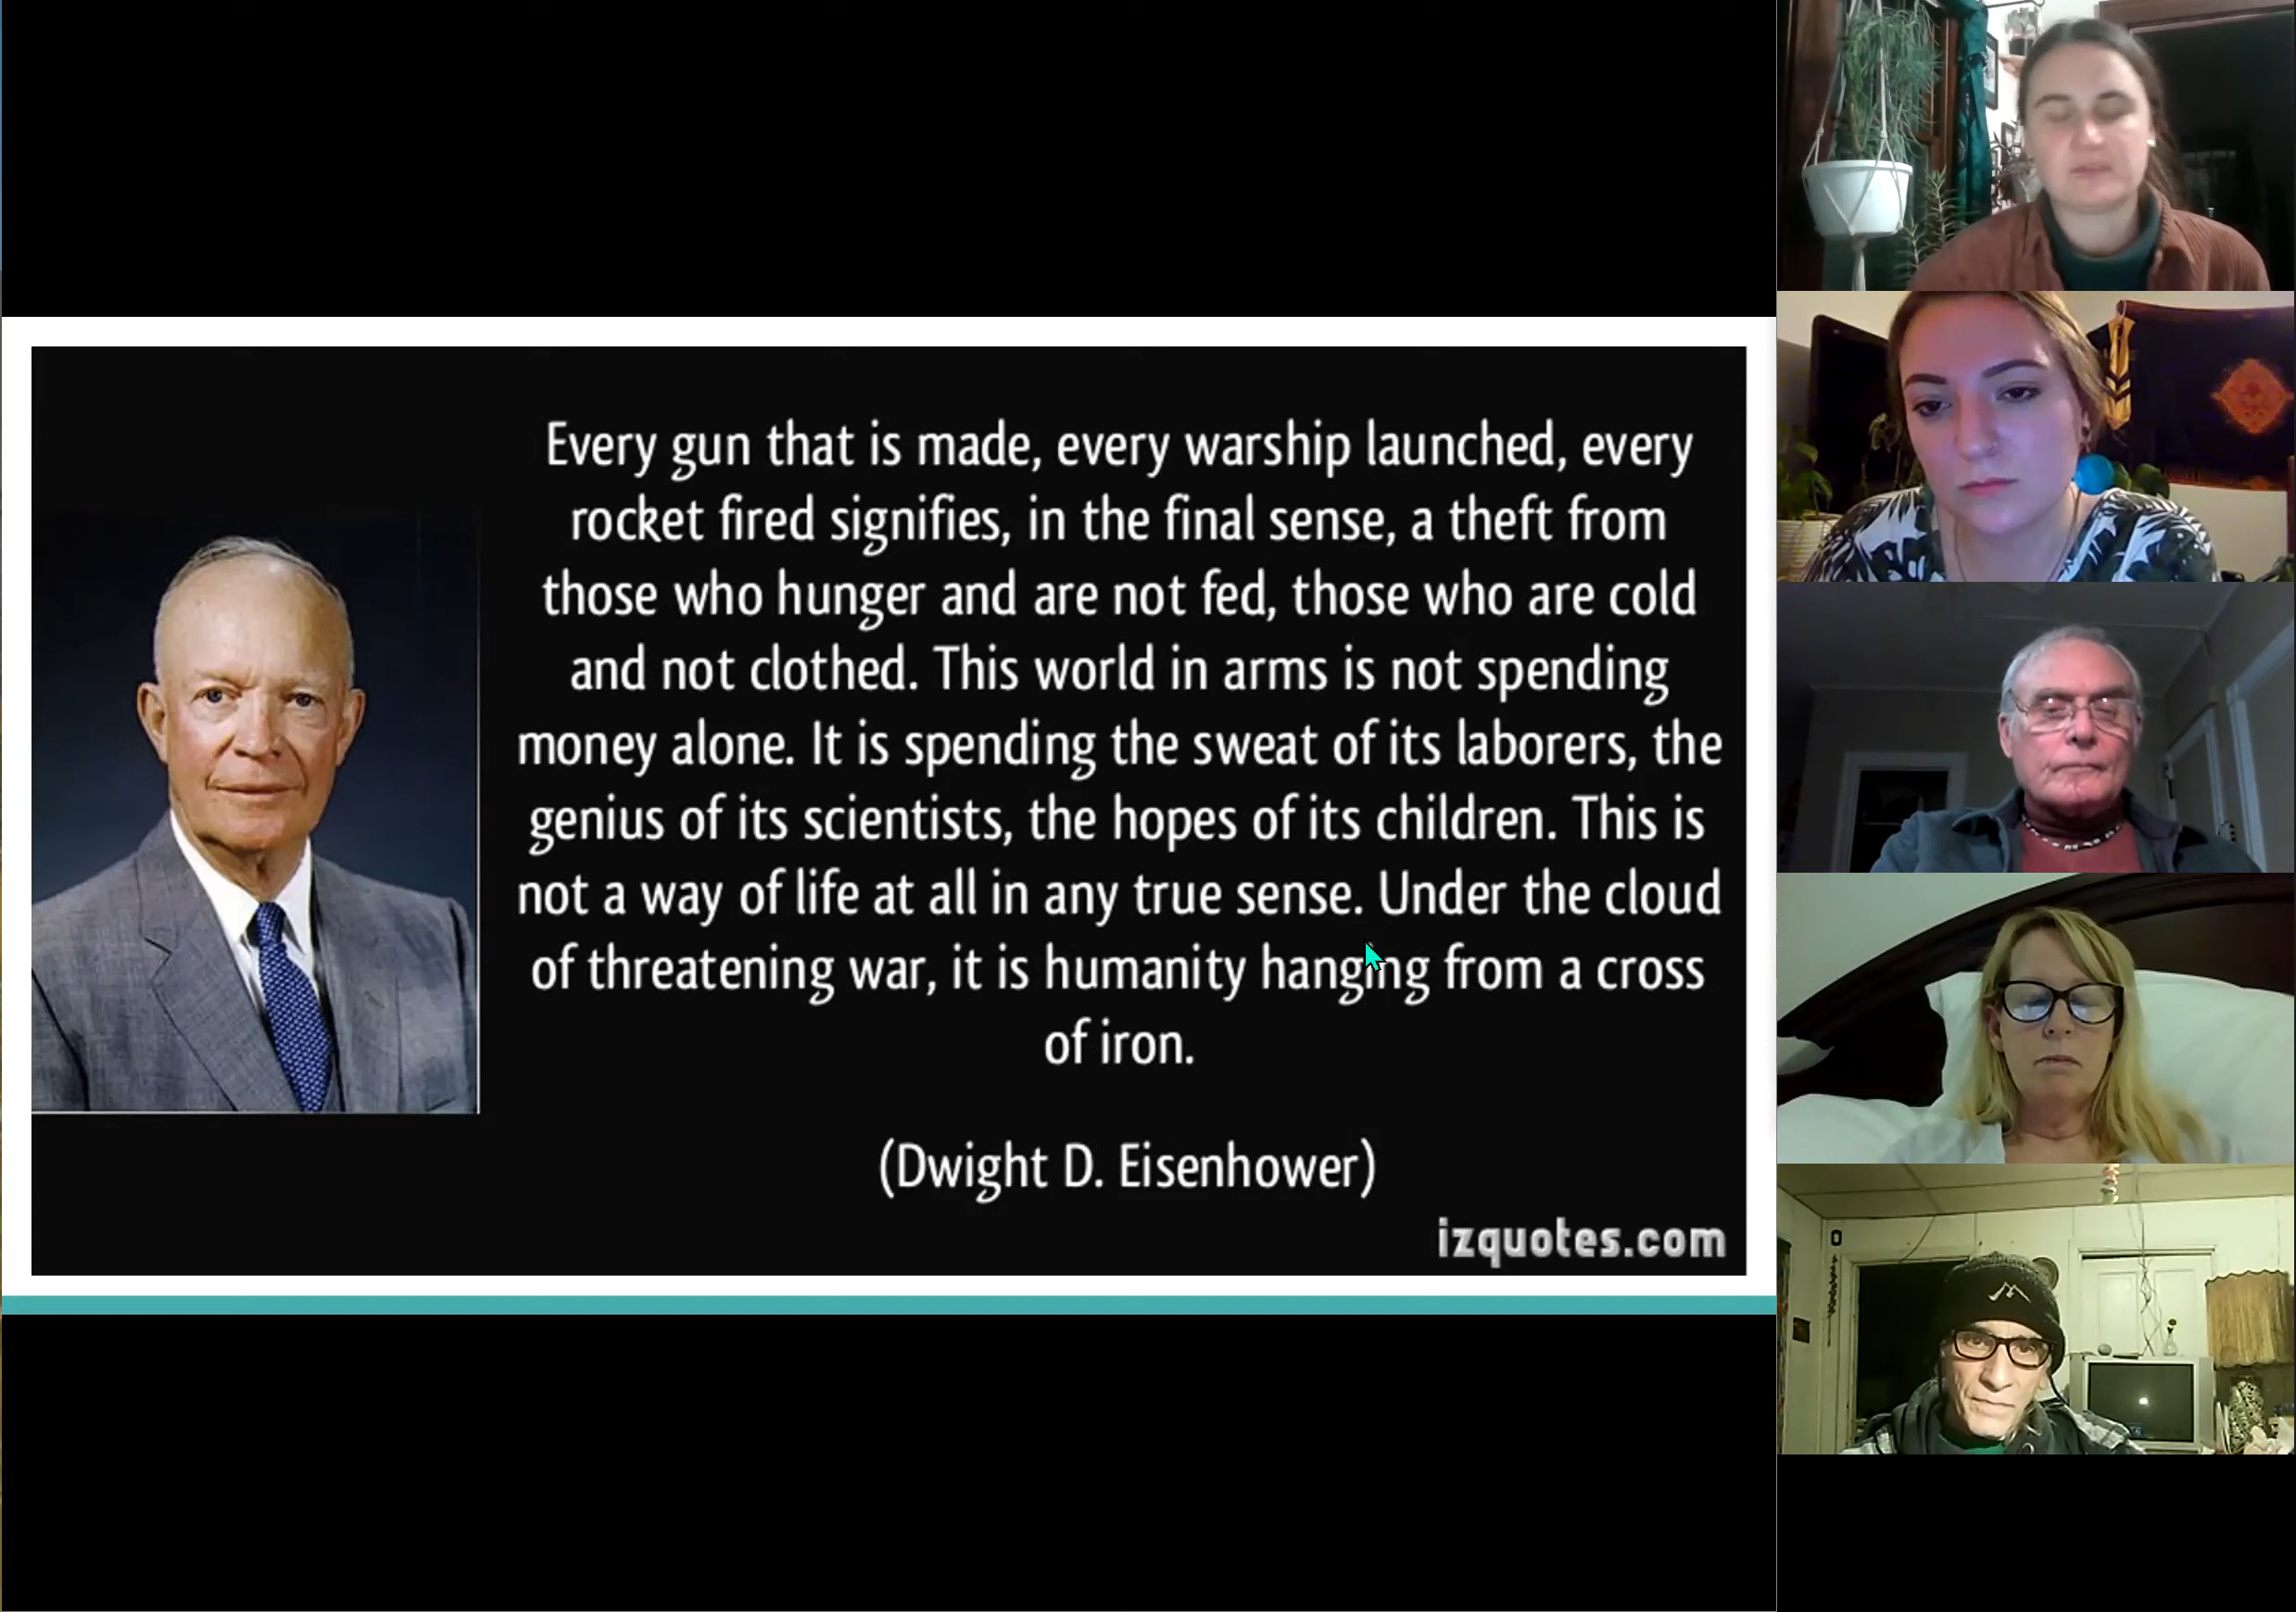 Every gun that is made, every warship launched, every
rocket fired signifies, in the final sense, a theft from
those who hunger and are not fed, those who are cold
and not clothed. This world in arms is not spending
money alone. It is spending the sweat of its laborers, the
genius of its scientists, the hopes of its children. This is
not a way of life at all in any true sense. Under the cloud
of threatening war, it is humanity hanging from a cross
of iron.
(Dwight D. Eisenhower)
izquotes.com